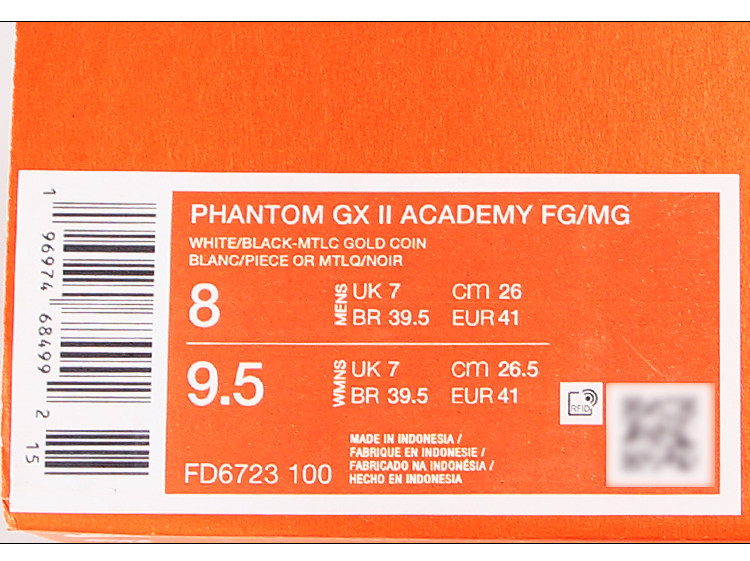 PHANTOM GX II ACADEMY FG/MG
WHITE/BLACK-MTLC GOLD COIN
BLANC/PIECE OR MTLQ/NOIR
8 MENS UK 7 cm 26
BR 39.5 EUR 41
9.5 WMNS UK 7 cm 26.5
BR 39.5 EUR 41
MADE IN INDONESIA /
FABRIQUE EN INDONESIE /
FABRICADO NA INDONÉSIA /
HECHO EN INDONESIA
FD6723 100
RFID
1 96974 68499 2 15